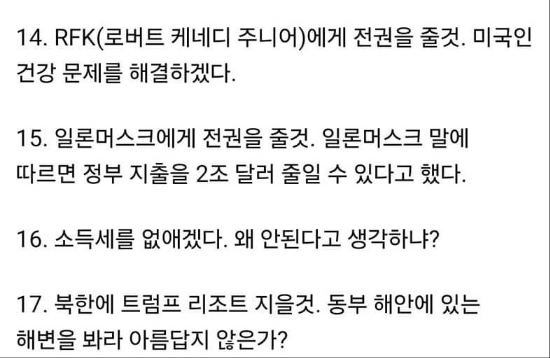 14. RFK(로버트 케네디 주니어)에게 전권을 줄것. 미국인
건강 문제를 해결하겠다.
15. 일론머스크에게 전권을 줄것. 일론머스크 말에
따르면 정부 지출을 2조 달러 줄일 수 있다고 했다.
16. 소득세를 없애겠다. 왜 안된다고 생각하냐?
17. 북한에 트럼프 리조트 지을것. 동부 해안에 있는
해변을 봐라 아름답지 않은가?